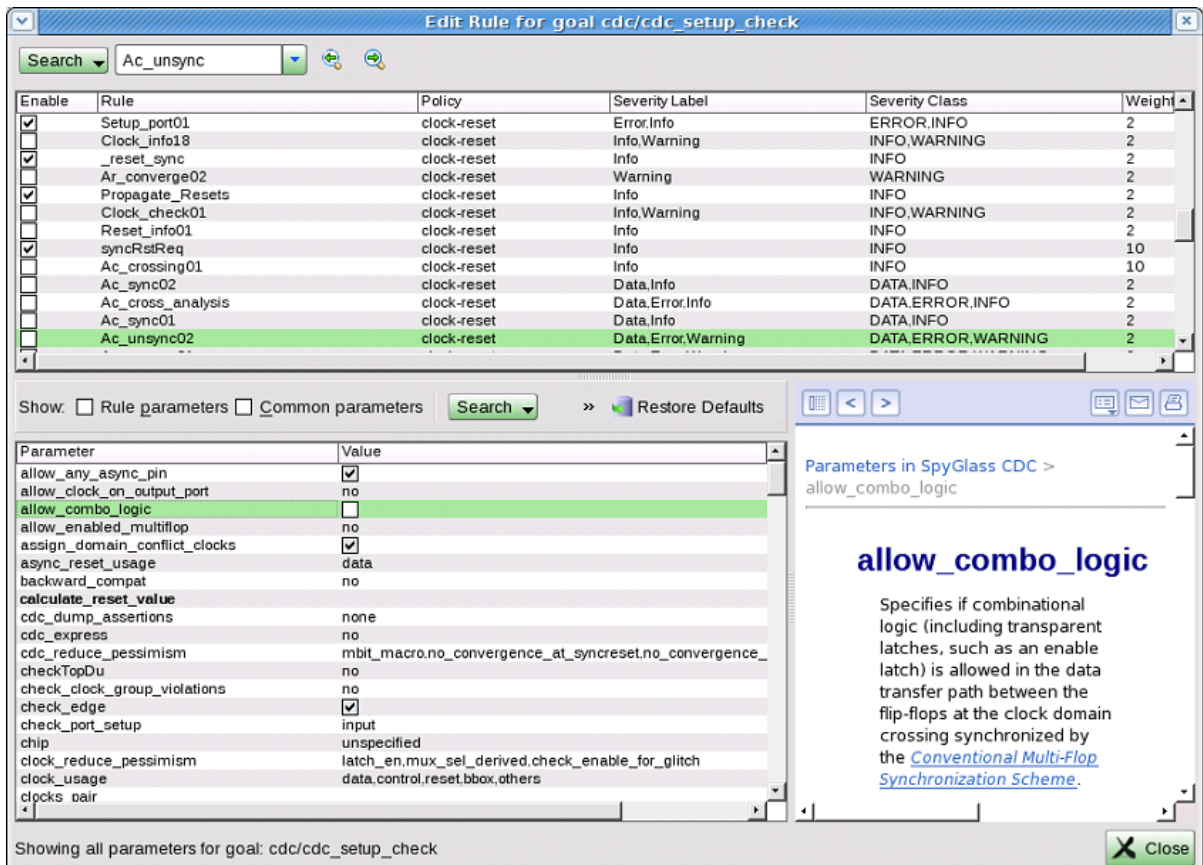 Edit Rule for goal cdc/cdc_setup_check
Search Ac_unsync
Enable Rule Policy Severity Label Severity Class Weight
Setup_port01 clock-reset Error,Info ERROR,INFO 2
Clock_info18 clock-reset Info,Warning INFO,WARNING 2
_reset_sync clock-reset Info INFO 2
Ar_converge02 clock-reset Warning WARNING 2
Propagate_Resets clock-reset Info INFO 2
Clock_check01 clock-reset Info,Warning INFO,WARNING 2
Reset_info01 clock-reset Info INFO 2
syncRstReq clock-reset Info INFO 10
Ac_crossing01 clock-reset Info INFO 10
Ac_sync02 clock-reset Data,Info DATA,INFO 2
Ac_cross_analysis clock-reset Data,Error,Info DATA,ERROR,INFO 2
Ac_sync01 clock-reset Data,Info DATA,INFO 2
Ac_unsync02 clock-reset Data,Error,Warning DATA,ERROR,WARNING 2
Show: Rule parameters Common parameters Search » Restore Defaults
Parameter Value
allow_any_async_pin
allow_clock_on_output_port no
allow_combo_logic
allow_enabled_multiflop no
assign_domain_conflict_clocks
async_reset_usage data
backward_compat no
calculate_reset_value
cdc_dump_assertions none
cdc_express no
cdc_reduce_pessimism mbit_macro,no_convergence_at_syncreset,no_convergence_
checkTopDu no
check_clock_group_violations no
check_edge
check_port_setup input
chip unspecified
clock_reduce_pessimism latch_en,mux_sel_derived,check_enable_for_glitch
clock_usage data,control,reset,bbox,others
clocks_pair
Parameters in SpyGlass CDC >
allow_combo_logic
allow_combo_logic
Specifies if combinational
logic (including transparent
latches, such as an enable
latch) is allowed in the data
transfer path between the
flip-flops at the clock domain
crossing synchronized by
the Conventional Multi-Flop
Synchronization Scheme.
Showing all parameters for goal: cdc/cdc_setup_check
Close